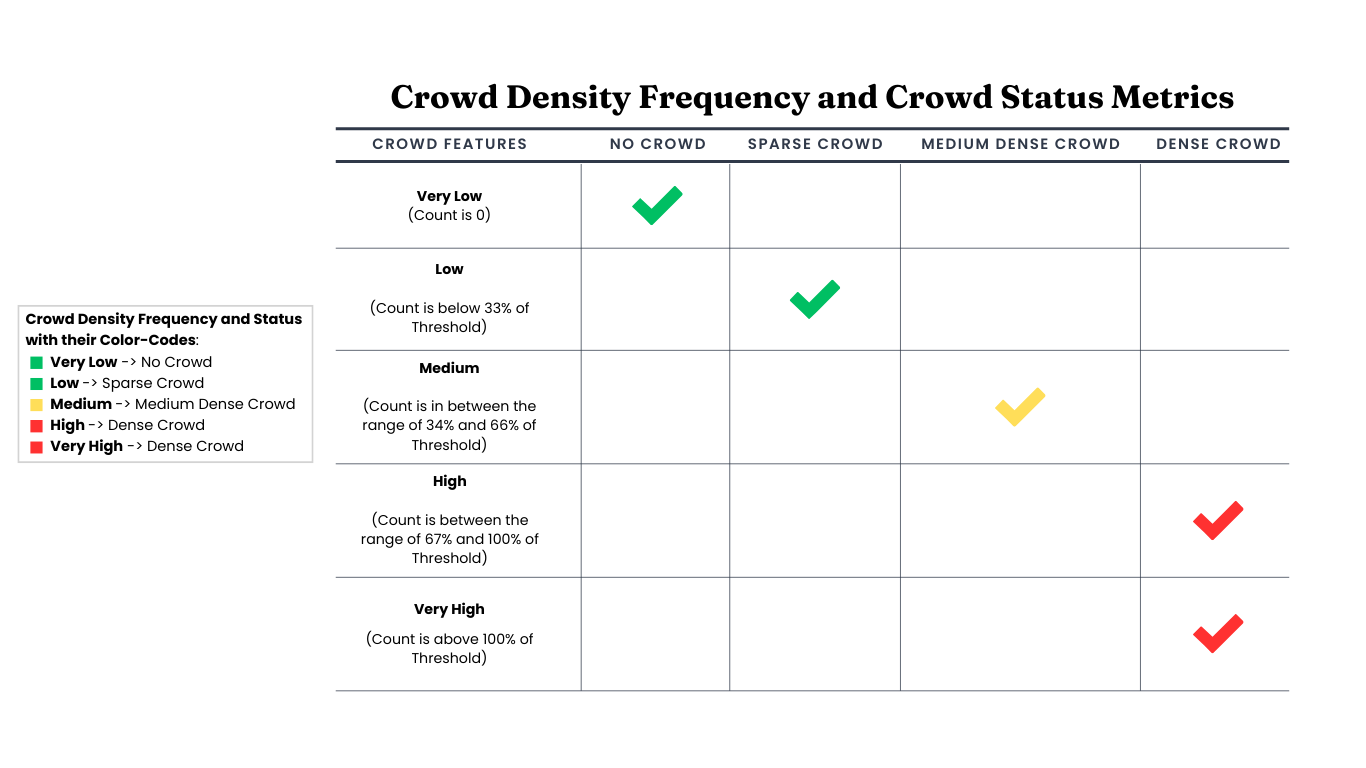 Crowd Density Frequency and Crowd Status Metrics
CROWD FEATURES
NO CROWD
SPARSE CROWD
MEDIUM DENSE CROWD
DENSE CROWD
Very Low
(Count is 0)
Low
(Count is below 33% of
Threshold)
Medium
(Count is in between the
range of 34% and 66% of
Threshold)
High
(Count is between the
range of 67% and 100% of
Threshold)
Very High
(Count is above 100% of
Threshold)
Crowd Density Frequency and Status
with their Color-Codes:
Very Low -> No Crowd
Low -> Sparse Crowd
Medium -> Medium Dense Crowd
High -> Dense Crowd
Very High -> Dense Crowd